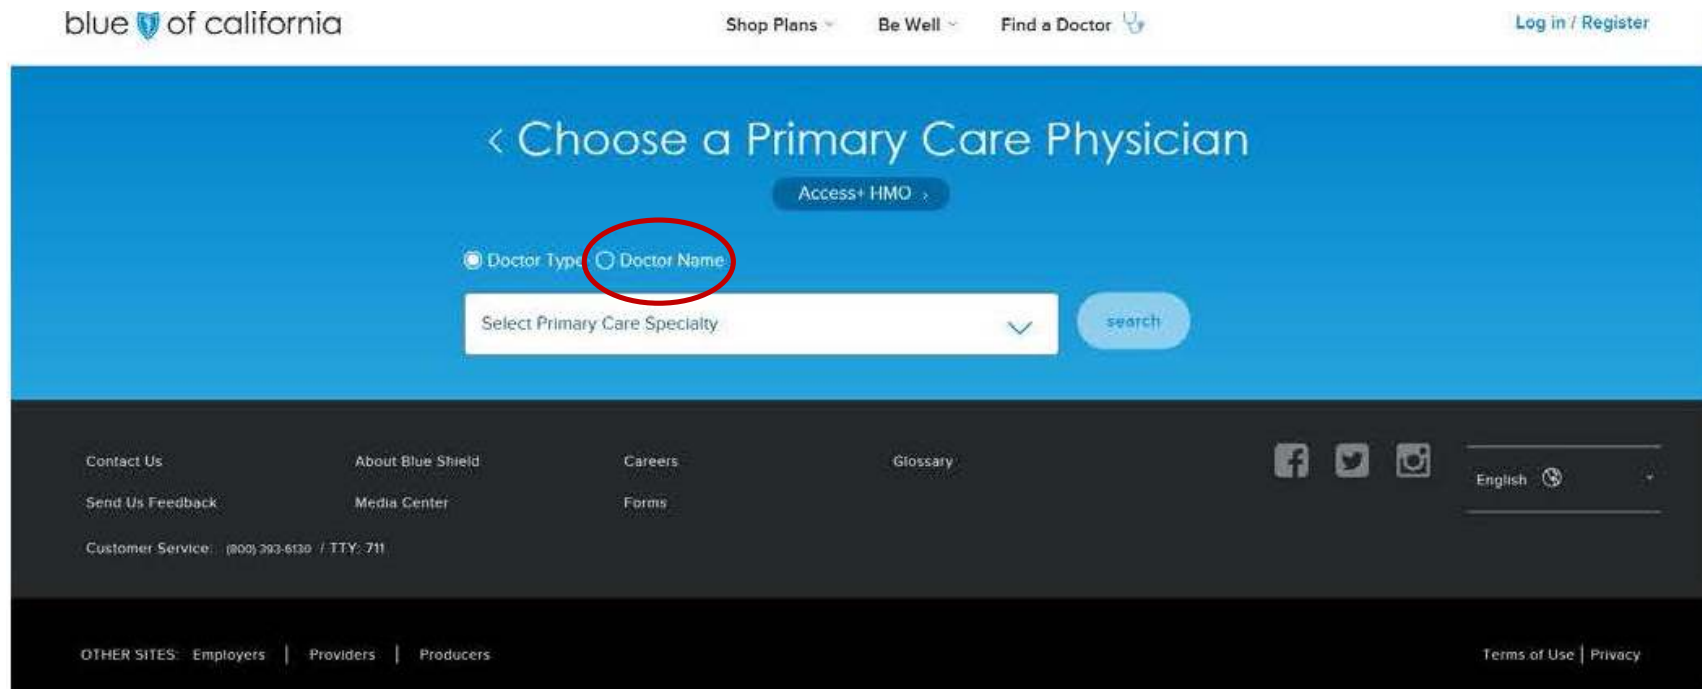 blue of california
Shop Plans Be Well Find a Doctor Log in / Register
< Choose a Primary Care Physician
Access+ HMO >
Doctor Type Doctor Name
Select Primary Care Specialty search
Contact Us About Blue Shield Careers Glossary
English
Send Us Feedback Media Center Forms
Customer Service: (800) 393-6130 / TTY: 711
OTHER SITES: Employers | Providers | Producers Terms of Use | Privacy